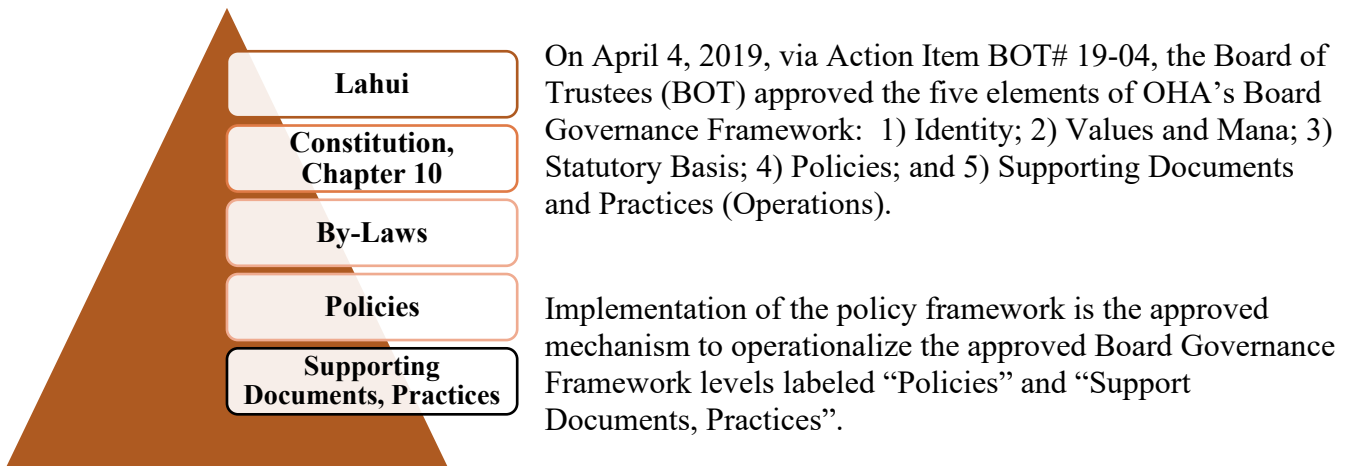 Lahui
Constitution,
Chapter 10
By-Laws
Policies
Supporting
Documents, Practices
On April 4, 2019, via Action Item BOT# 19-04, the Board of
Trustees (BOT) approved the five elements of OHA’s Board
Governance Framework:  1) Identity; 2) Values and Mana; 3)
Statutory Basis; 4) Policies; and 5) Supporting Documents
and Practices (Operations).
Implementation of the policy framework is the approved
mechanism to operationalize the approved Board Governance
Framework levels labeled “Policies” and “Support
Documents, Practices”.